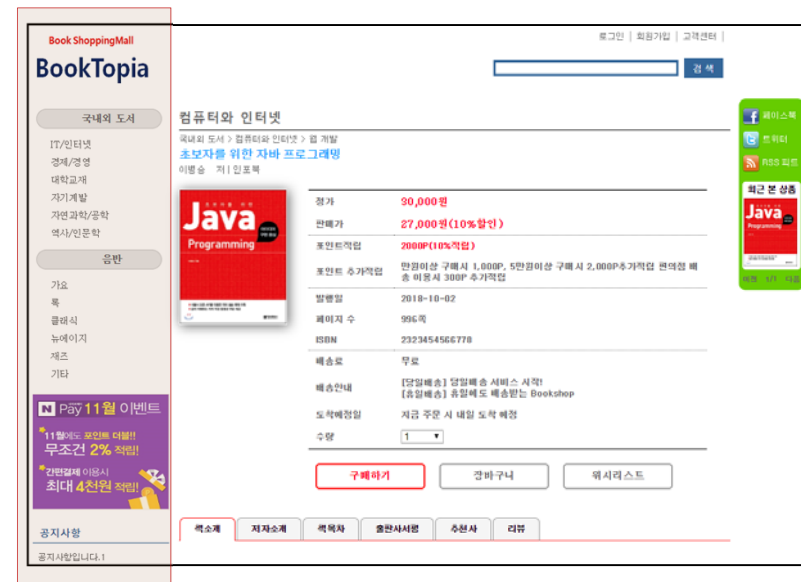 로그인 | 회원가입 | 고객센터 |
Book ShoppingMall
BookTopia
검 색
국내외 도서
IT/인터넷
경제/경영
대학교재
자기계발
자연과학/공학
역사/인문학
음반
가요
록
클래식
뉴에이지
재즈
기타
N Pay 11월 이벤트
11월에도 포인트 더블!!
무조건 2% 적립!
간편결제 이용시
최대 4천원 적립!
공지사항
공지사항입니다.1
컴퓨터와 인터넷
국내외 도서 > 컴퓨터와 인터넷 > 웹 개발
초보자를 위한 자바 프로그래밍
이병승 저 | 인포북
Java
Programming
정가 30,000원
판매가 27,000원(10%할인)
포인트적립 2000P(10%적립)
포인트 추가적립 만원이상 구매시 1,000P, 5만원이상 구매시 2,000P추가적립 편의점 배
송 이용시 300P 추가적립
발행일 2018-10-02
페이지 수 996쪽
ISBN 2323454566778
배송료 무료
배송안내 [당일배송] 당일배송 서비스 시작!
[휴일배송] 휴일에도 배송받는 Bookshop
도착예정일 지금 주문 시 내일 도착 예정
수량 1
구매하기 장바구니 위시리스트
책소개 저자소개 책목차 출판사서평 추천사 리뷰
페이스북
트위터
RSS 피드
최근 본 상품
Java
Programming
이전 1/1 다음